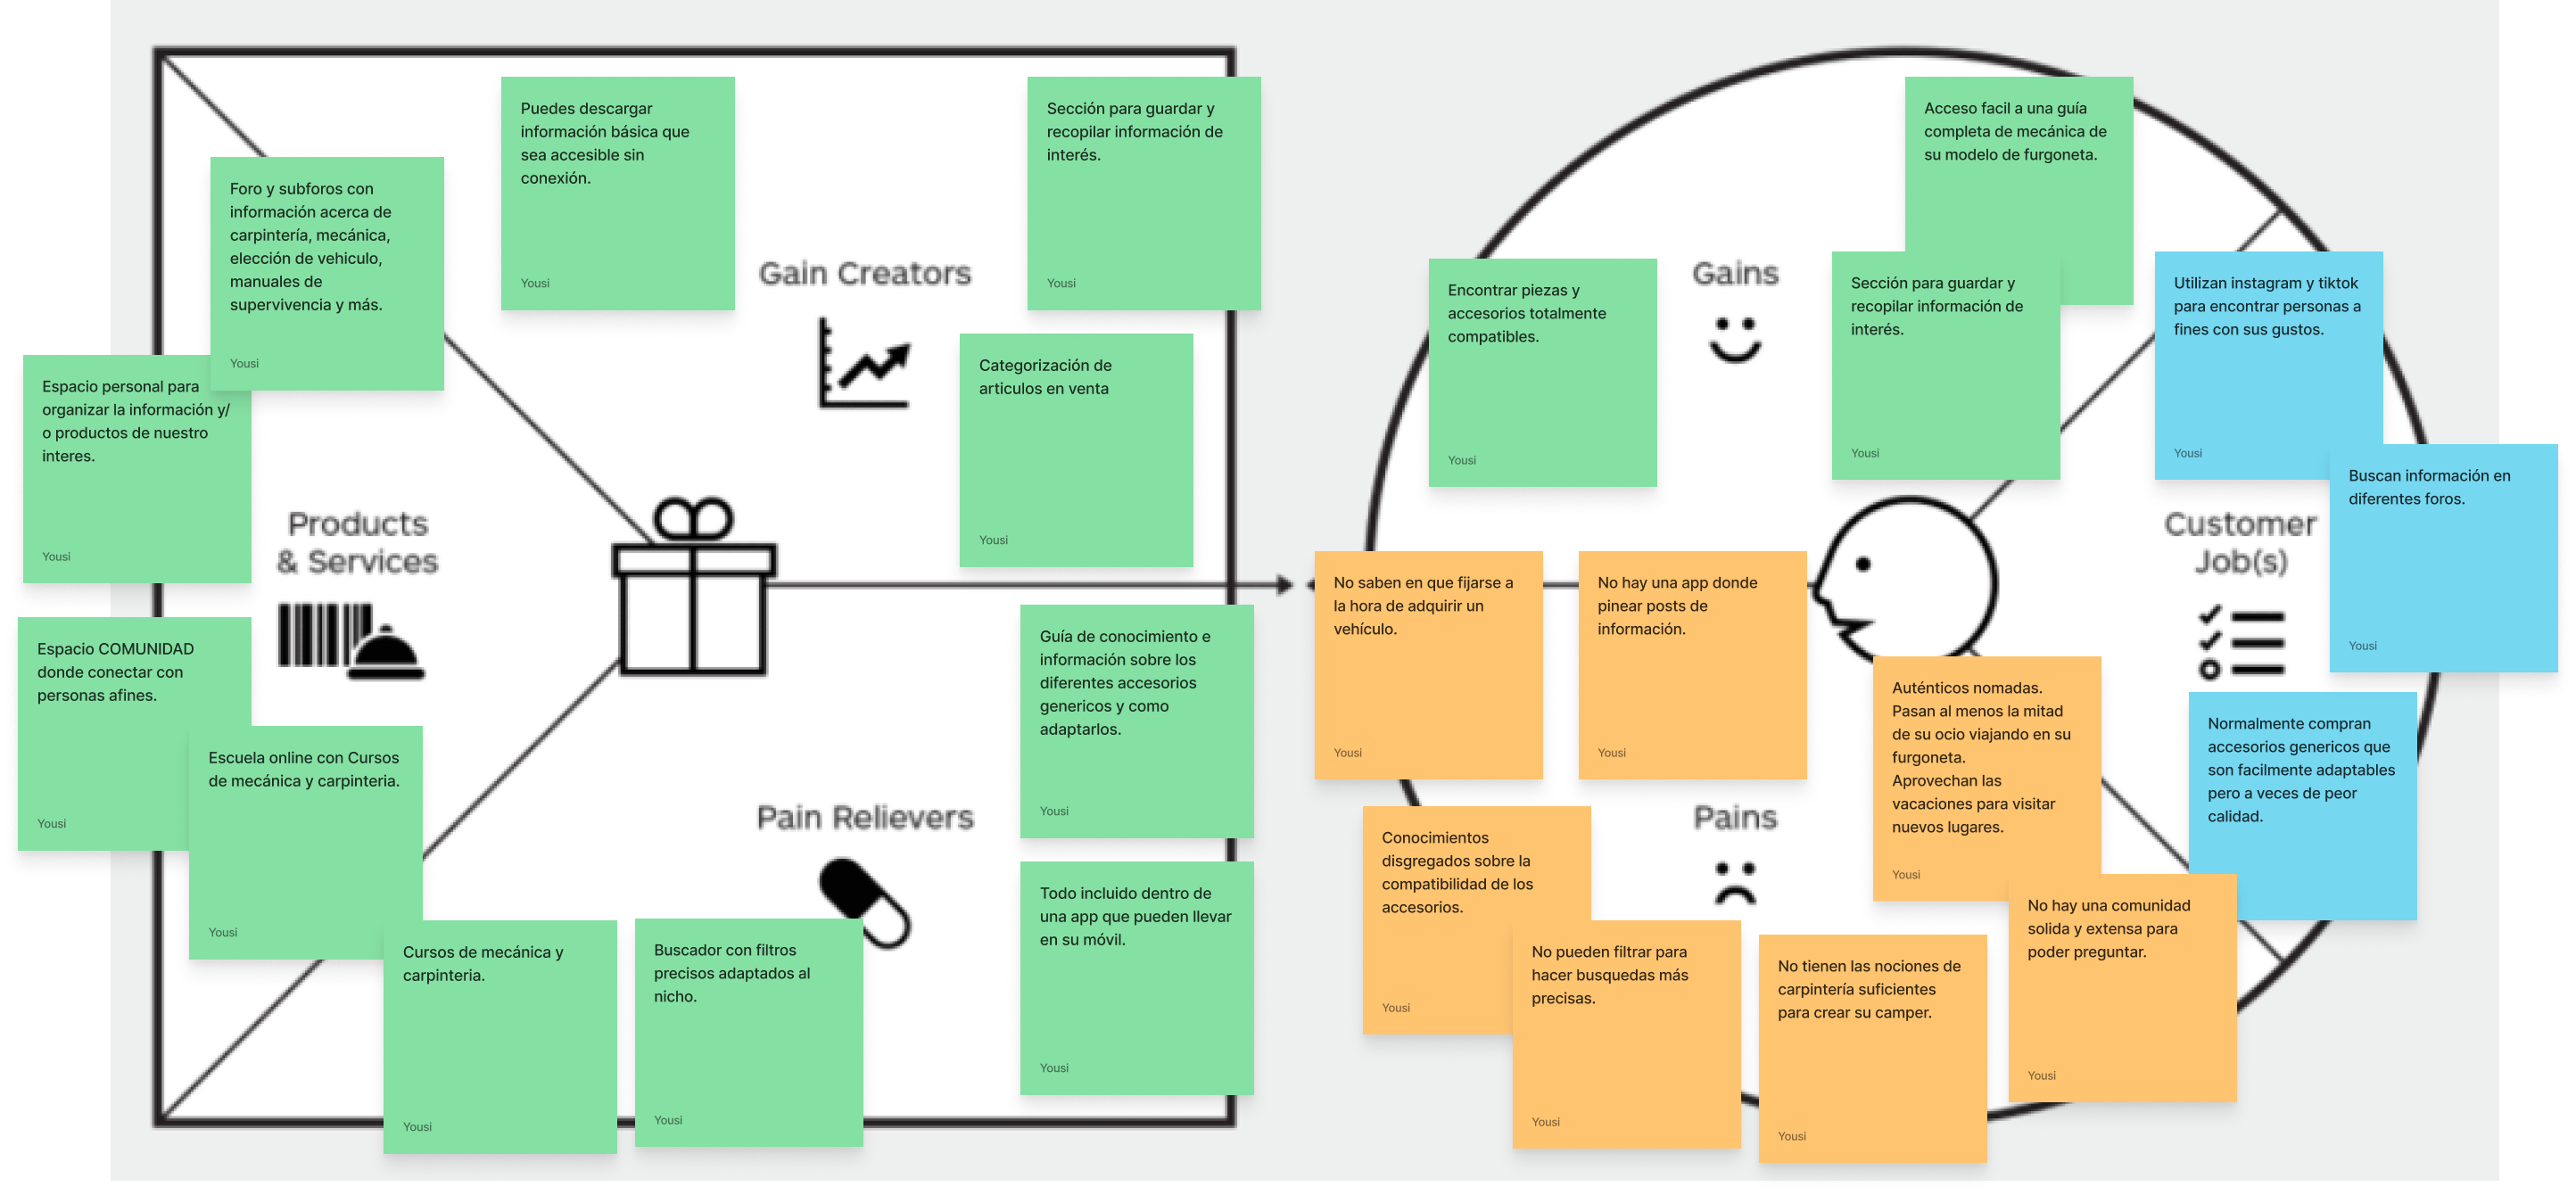 Puedes descargar
información básica que
sea accesible sin
conexión.
Yousi
Sección para guardar y
recopilar información de
interés.
Yousi
Foro y subforos con
información acerca de
carpintería, mecánica,
elección de vehiculo,
manuales de
supervivencia y más.
Yousi
Gain Creators
Categorización de
articulos en venta
Yousi
Espacio personal para
organizar la información y/
o productos de nuestro
interes.
Yousi
Products
& Services
Espacio COMUNIDAD
donde conectar con
personas afines.
Yousi
Escuela online con Cursos
de mecánica y carpinteria.
Yousi
Guía de conocimiento e
información sobre los
diferentes accesorios
genericos y como
adaptarlos.
Yousi
Pain Relievers
Todo incluido dentro de
una app que pueden llevar
en su móvil.
Yousi
Cursos de mecánica y
carpinteria.
Yousi
Buscador con filtros
precisos adaptados al
nicho.
Yousi
Acceso facil a una guía
completa de mecánica de
su modelo de furgoneta.
Encontrar piezas y
accesorios totalmente
compatibles.
Yousi
Gains
Sección para guardar y
recopilar información de
interés.
Yousi
Utilizan instagram y tiktok
para encontrar personas a
fines con sus gustos.
Yousi
Buscan información en
diferentes foros.
Yousi
Customer
Job(s)
No saben en que fijarse a
la hora de adquirir un
vehículo.
Yousi
No hay una app donde
pinear posts de
información.
Yousi
Auténticos nomadas.
Pasan al menos la mitad
de su ocio viajando en su
furgoneta.
Aprovechan las
vacaciones para visitar
nuevos lugares.
Yousi
Normalmente compran
accesorios genericos que
son facilmente adaptables
pero a veces de peor
calidad.
Pains
Conocimientos
disgregados sobre la
compatibilidad de los
accesorios.
Yousi
No pueden filtrar para
hacer busquedas más
precisas.
Yousi
No tienen las nociones de
carpintería suficientes
para crear su camper.
Yousi
No hay una comunidad
solida y extensa para
poder preguntar.
Yousi